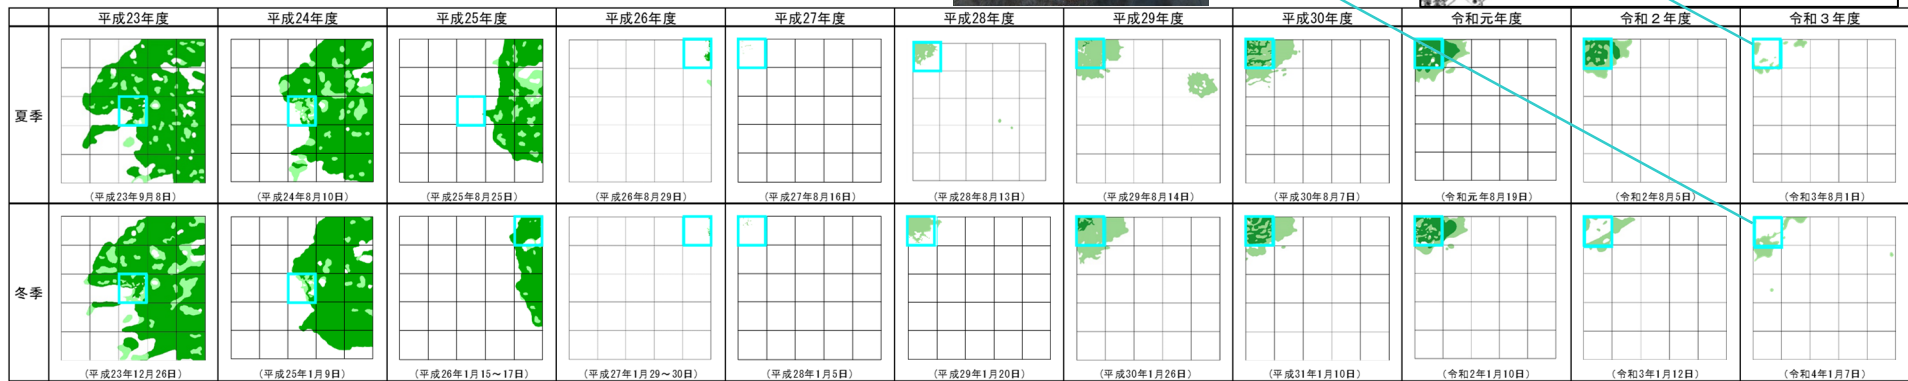 平成23年度 平成24年度 平成25年度 平成26年度 平成27年度 平成28年度 平成29年度 平成30年度 令和元年度 令和２年度 令和３年度
夏季
(平成23年9月8日) (平成24年8月10日) (平成25年8月25日) (平成26年8月29日) (平成27年8月16日) (平成28年8月13日) (平成29年8月14日) (平成30年8月7日) (令和元年8月19日) (令和2年8月5日) (令和3年8月1日)
冬季
(平成23年12月26日) (平成25年1月9日) (平成26年1月15～17日) (平成27年1月29～30日) (平成28年1月5日) (平成29年1月20日) (平成30年1月26日) (平成31年1月10日) (令和2年1月10日) (令和3年1月12日) (令和4年1月7日)